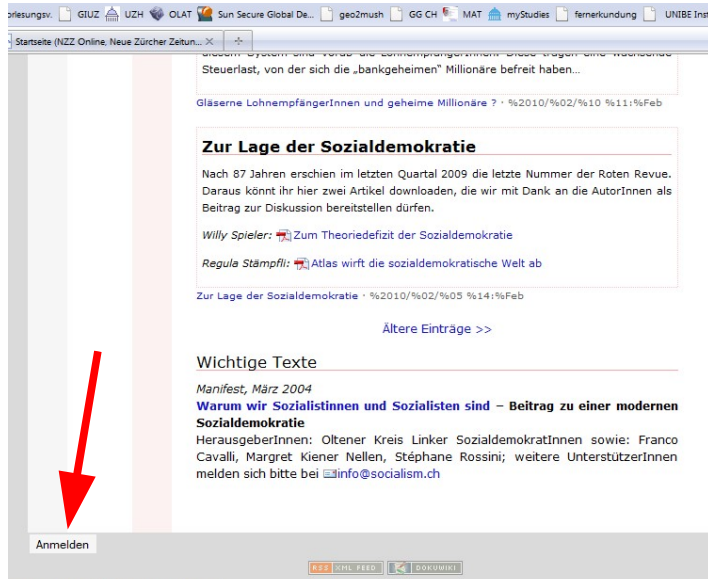 orlesungsv. GIUZ UZH OLAT Sun Secure Global De... geo2mush GG CH MAT myStudies fernerkundung UNIBE Inst
Startseite (NZZ Online, Neue Zürcher Zeitun...
Steuerlast, von der sich die „bankgeheimen" Millionäre befreit haben...
Gläserne LohnempfängerInnen und geheime Millionäre ? · %2010/%02/%10 %11:%Feb
Zur Lage der Sozialdemokratie
Nach 87 Jahren erschien im letzten Quartal 2009 die letzte Nummer der Roten Revue.
Daraus könnt ihr hier zwei Artikel downloaden, die wir mit Dank an die AutorInnen als
Beitrag zur Diskussion bereitstellen dürfen.
Willy Spieler: Zum Theoriedefizit der Sozialdemokratie
Regula Stämpfli: Atlas wirft die sozialdemokratische Welt ab
Zur Lage der Sozialdemokratie · %2010/%02/%05 %14:%Feb
Ältere Einträge >>
Wichtige Texte
Manifest, März 2004
Warum wir Sozialistinnen und Sozialisten sind – Beitrag zu einer modernen
Sozialdemokratie
HerausgeberInnen: Oltener Kreis Linker SozialdemokratInnen sowie: Franco
Cavalli, Margret Kiener Nellen, Stéphane Rossini; weitere UnterstützerInnen
melden sich bitte bei info@socialism.ch
Anmelden
RSS XML FEED DOKUWIKI